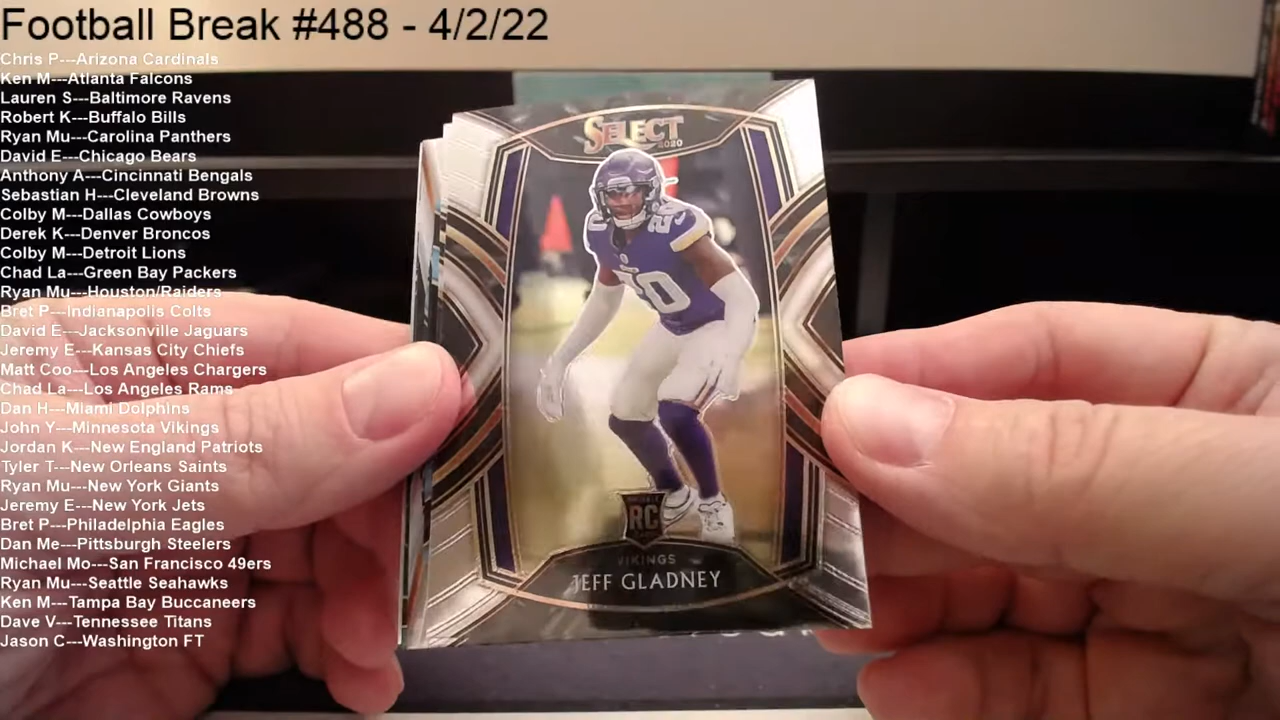 Football Break #488 - 4/2/22
Chris P---Arizona Cardinals
Ken M---Atlanta Falcons
Lauren S---Baltimore Ravens
Robert K---Buffalo Bills
Ryan Mu---Carolina Panthers
David E---Chicago Bears
Anthony A---Cincinnati Bengals
Sebastian H---Cleveland Browns
Colby M---Dallas Cowboys
Derek K---Denver Broncos
Colby M---Detroit Lions
Chad La---Green Bay Packers
Ryan Mu---Houston/Raiders
Bret P---Indianapolis Colts
David E---Jacksonville Jaguars
Jeremy E---Kansas City Chiefs
Matt Coo---Los Angeles Chargers
Chad La---Los Angeles Rams
Dan H---Miami Dolphins
John Y---Minnesota Vikings
Jordan K---New England Patriots
Tyler T---New Orleans Saints
Ryan Mu---New York Giants
Jeremy E---New York Jets
Bret P---Philadelphia Eagles
Dan Me---Pittsburgh Steelers
Michael Mo---San Francisco 49ers
Ryan Mu---Seattle Seahawks
Ken M---Tampa Bay Buccaneers
Dave V---Tennessee Titans
Jason C---Washington FT
SELECT
2020
20
RC
VIKINGS
JEFF GLADNEY